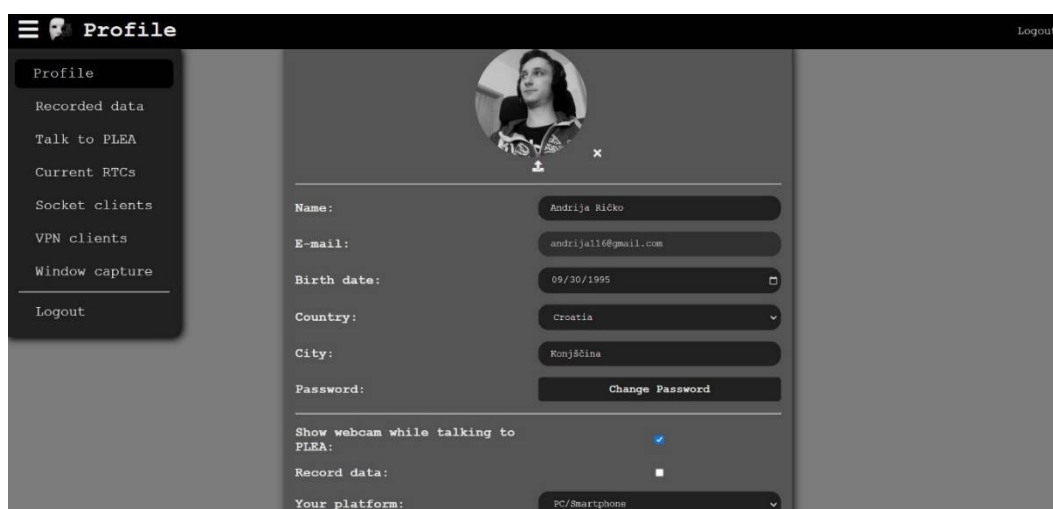 Profile
Logout
Profile
Recorded data
Talk to PLEA
Current RTCs
Socket clients
VPN clients
Window capture
Logout
Name: Andrija Ričko
E-mail: andrija116@gmail.com
Birth date: 09/30/1995
Country: Croatia
City: Konjščina
Password: Change Password
Show webcam while talking to
PLEA:
Record data:
Your platform: PC/Smartphone